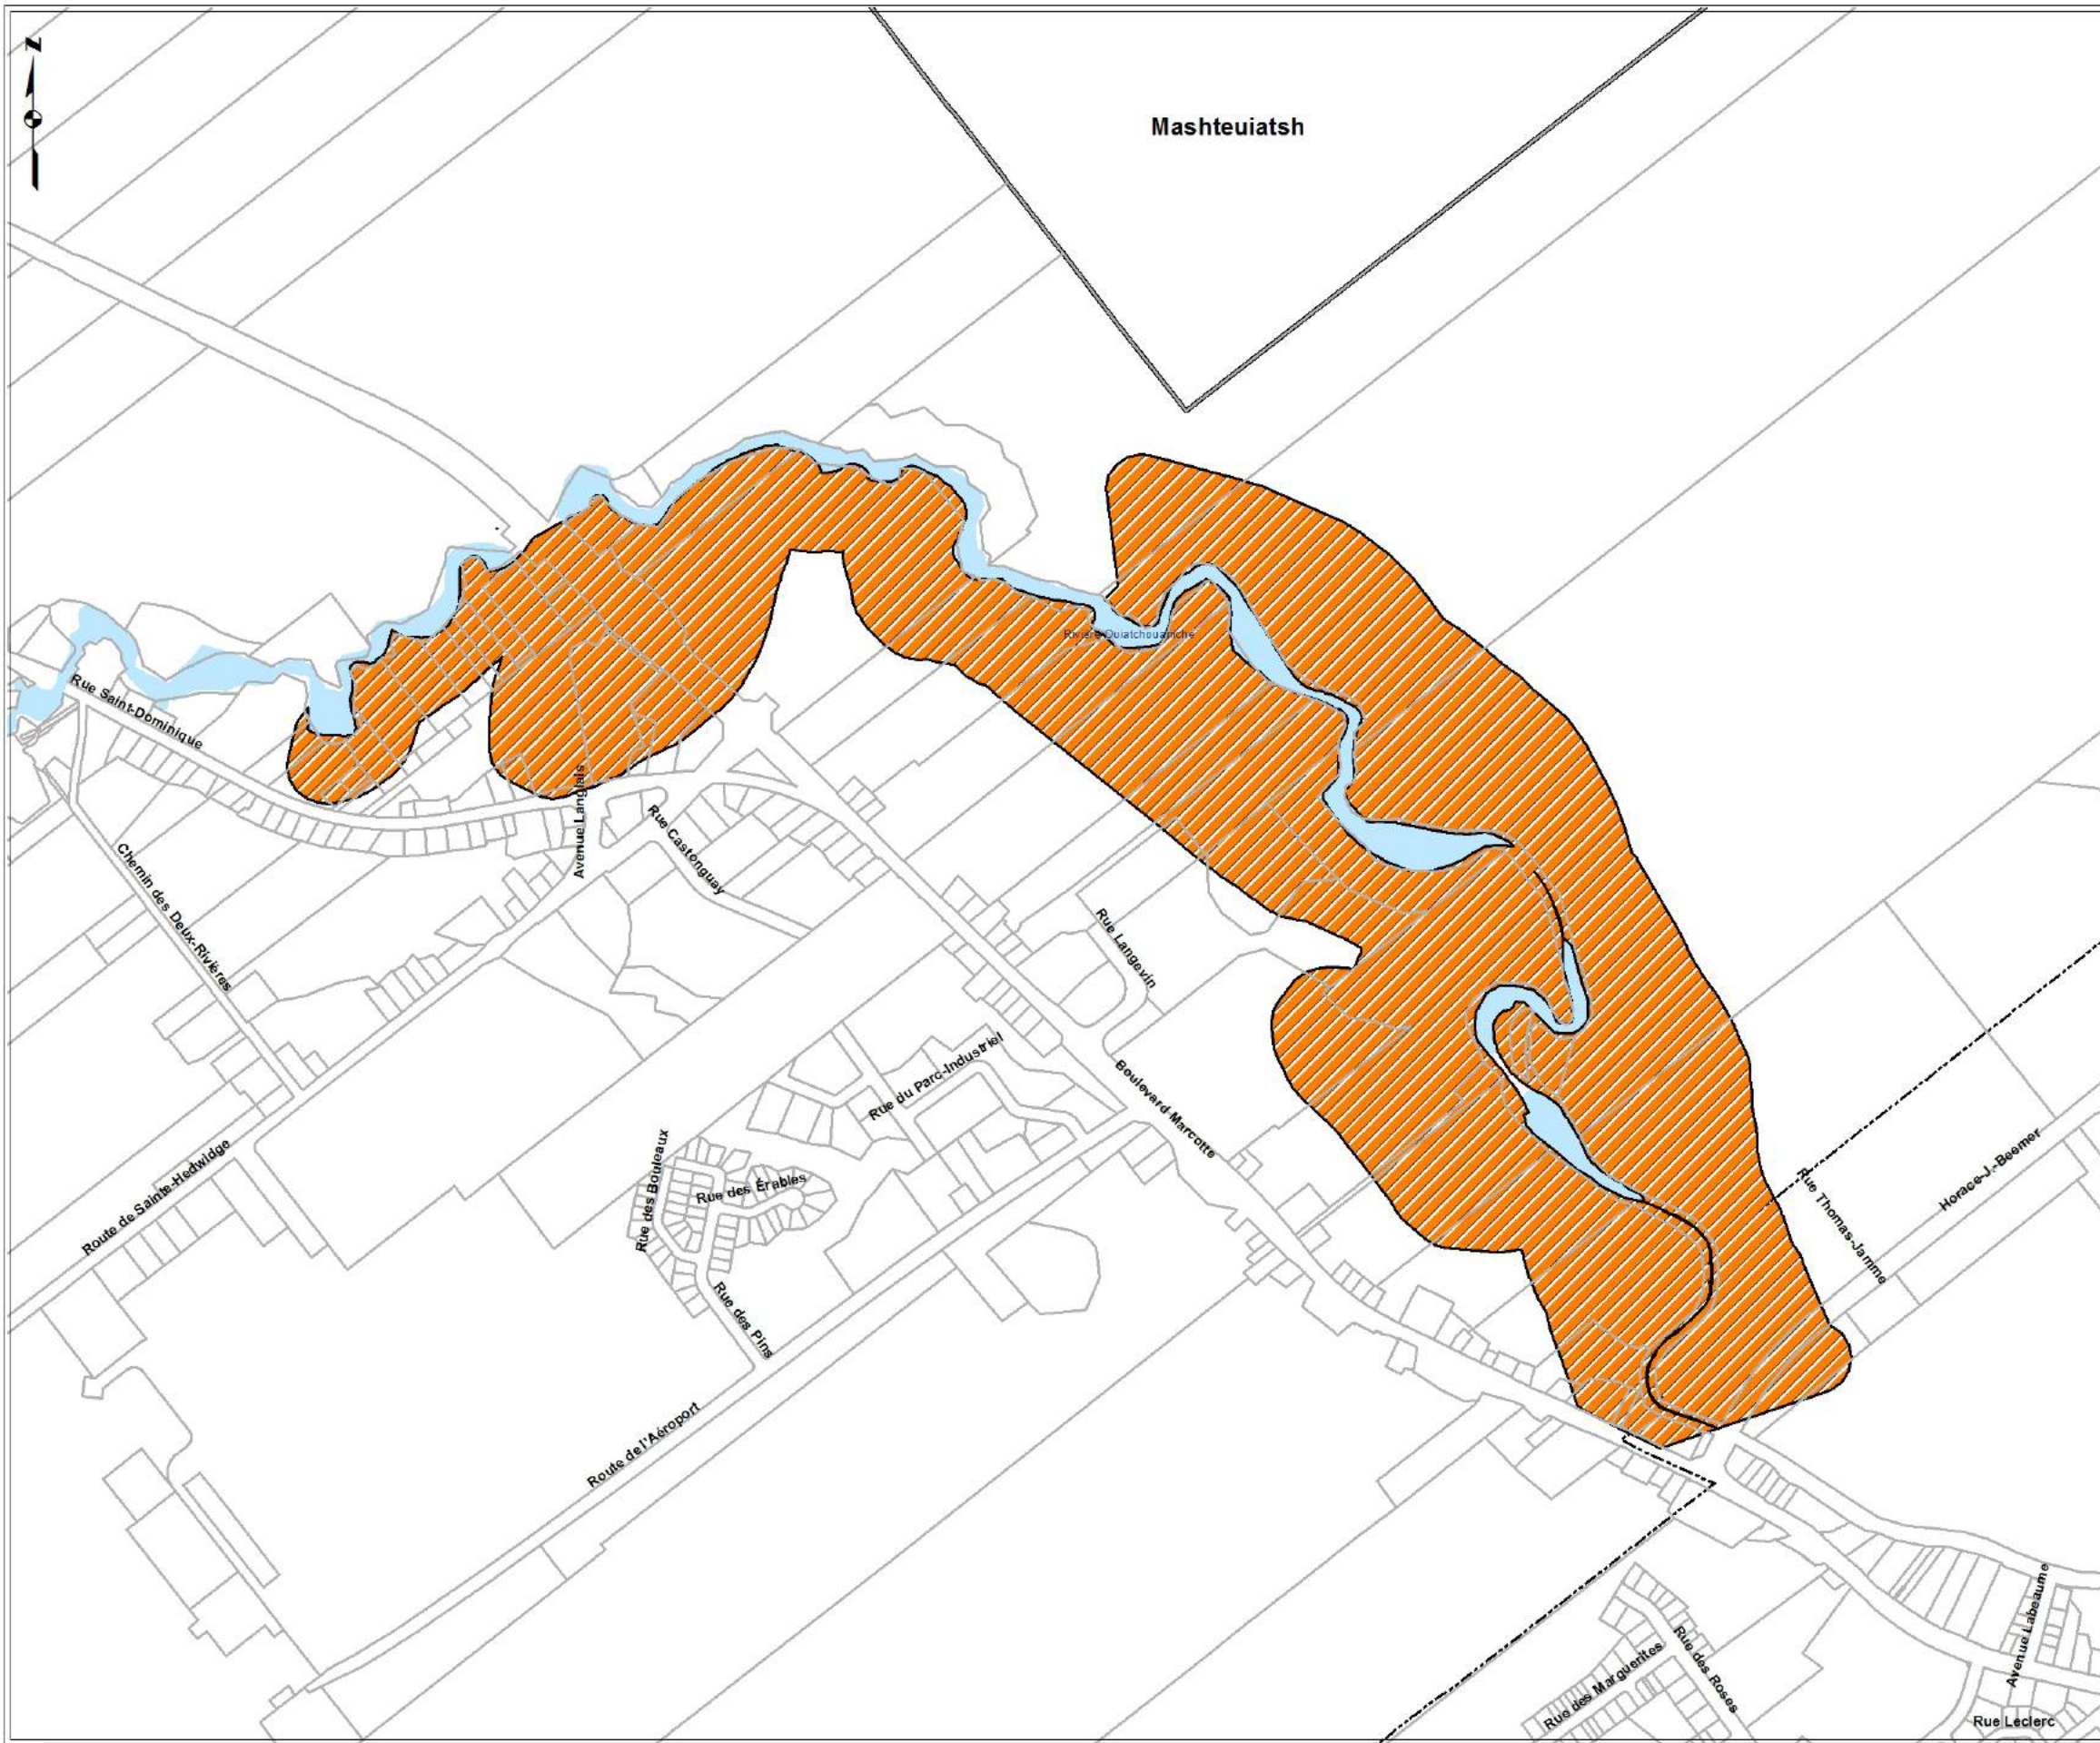 N
Mashteuiatsh
Rivière Ouiatchouaniche
Rue Saint-Dominique
Avenue Langlais
Rue Castonguay
Chemin des Deux-Rivières
Rue Langevin
Rue du Parc-Industriel
Boulevard Marcotte
Rue des Bouleaux
Rue des Érables
Route de Sainte-Hedwidge
Rue des Pins
Rue Thomas-Jamme
Horace-J.-Beemer
Route de l'Aéroport
Avenue Labeaume
Rue des Marguerites
Rue des Roses
Rue Leclerc